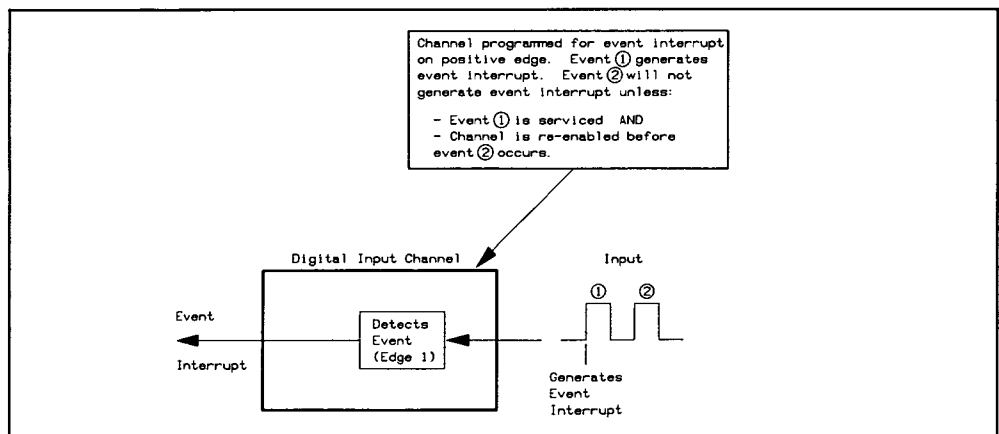 Channel programmed for event interrupt
on positive edge. Event ① generates
event interrupt. Event ② will not
generate event interrupt unless:
- Event ① is serviced AND
- Channel is re-enabled before
event ② occurs.
Digital Input Channel
Input
① ②
Event
Interrupt
Detects
Event
(Edge 1)
Generates
Event
Interrupt